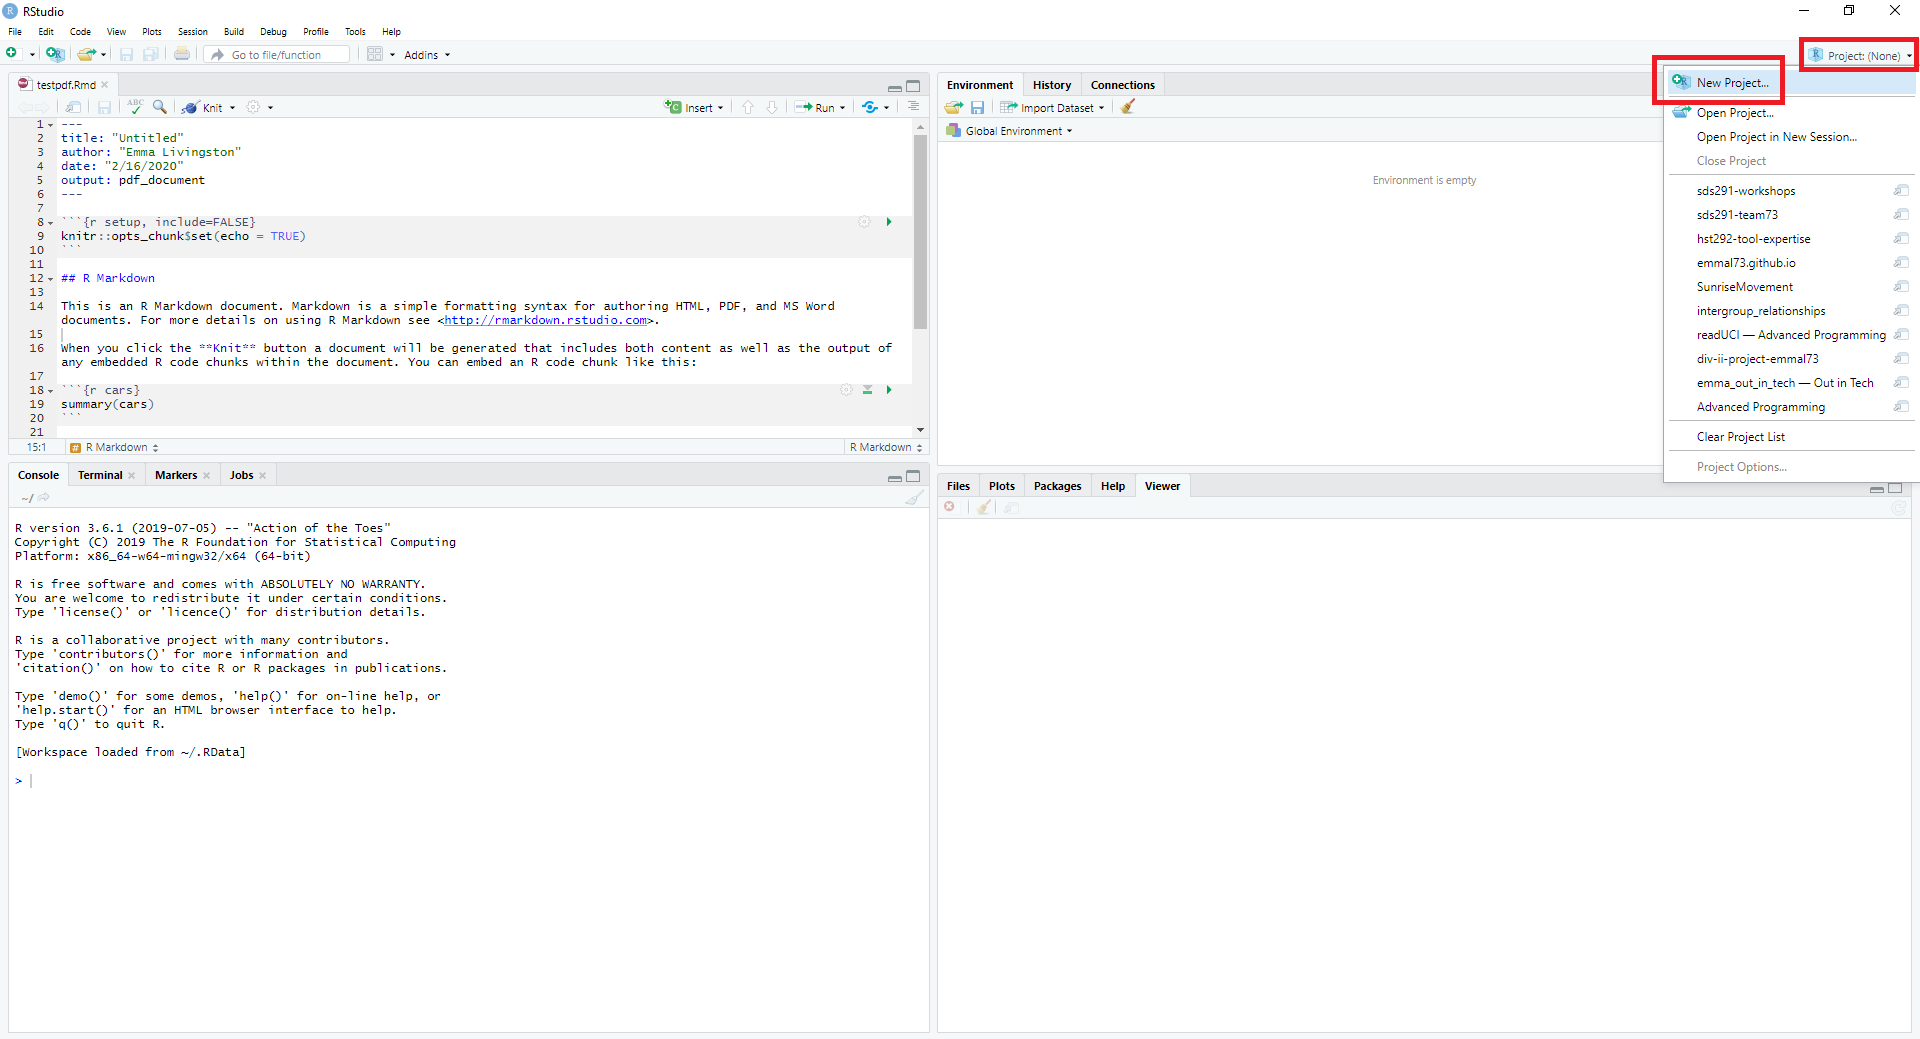 RStudio
File Edit Code View Plots Session Build Debug Profile Tools Help
Go to file/function Addins
Project: (None)
testpdf.Rmd
ABC Knit Insert Run
1 ---
2 title: "Untitled"
3 author: "Emma Livingston"
4 date: "2/16/2020"
5 output: pdf_document
6 ---
7
8 ```{r setup, include=FALSE}
9 knitr::opts_chunk$set(echo = TRUE)
10 ```
11
12 ## R Markdown
13
14 This is an R Markdown document. Markdown is a simple formatting syntax for authoring HTML, PDF, and MS Word
documents. For more details on using R Markdown see <http://rmarkdown.rstudio.com>.
15
16 When you click the **Knit** button a document will be generated that includes both content as well as the output of
any embedded R code chunks within the document. You can embed an R code chunk like this:
17
18 ```{r cars}
19 summary(cars)
20 ```
21
15:1 # R Markdown R Markdown
Console Terminal Markers Jobs
~/
R version 3.6.1 (2019-07-05) -- "Action of the Toes"
Copyright (C) 2019 The R Foundation for Statistical Computing
Platform: x86_64-w64-mingw32/x64 (64-bit)
R is free software and comes with ABSOLUTELY NO WARRANTY.
You are welcome to redistribute it under certain conditions.
Type 'license()' or 'licence()' for distribution details.
R is a collaborative project with many contributors.
Type 'contributors()' for more information and
'citation()' on how to cite R or R packages in publications.
Type 'demo()' for some demos, 'help()' for on-line help, or
'help.start()' for an HTML browser interface to help.
Type 'q()' to quit R.
[Workspace loaded from ~/.RData]
>
Environment History Connections
Import Dataset
Global Environment
Environment is empty
New Project...
Open Project...
Open Project in New Session...
Close Project
sds291-workshops
sds291-team73
hst292-tool-expertise
emmal73.github.io
SunriseMovement
intergroup_relationships
readUCI — Advanced Programming
div-ii-project-emmal73
emma_out_in_tech — Out in Tech
Advanced Programming
Clear Project List
Project Options...
Files Plots Packages Help Viewer